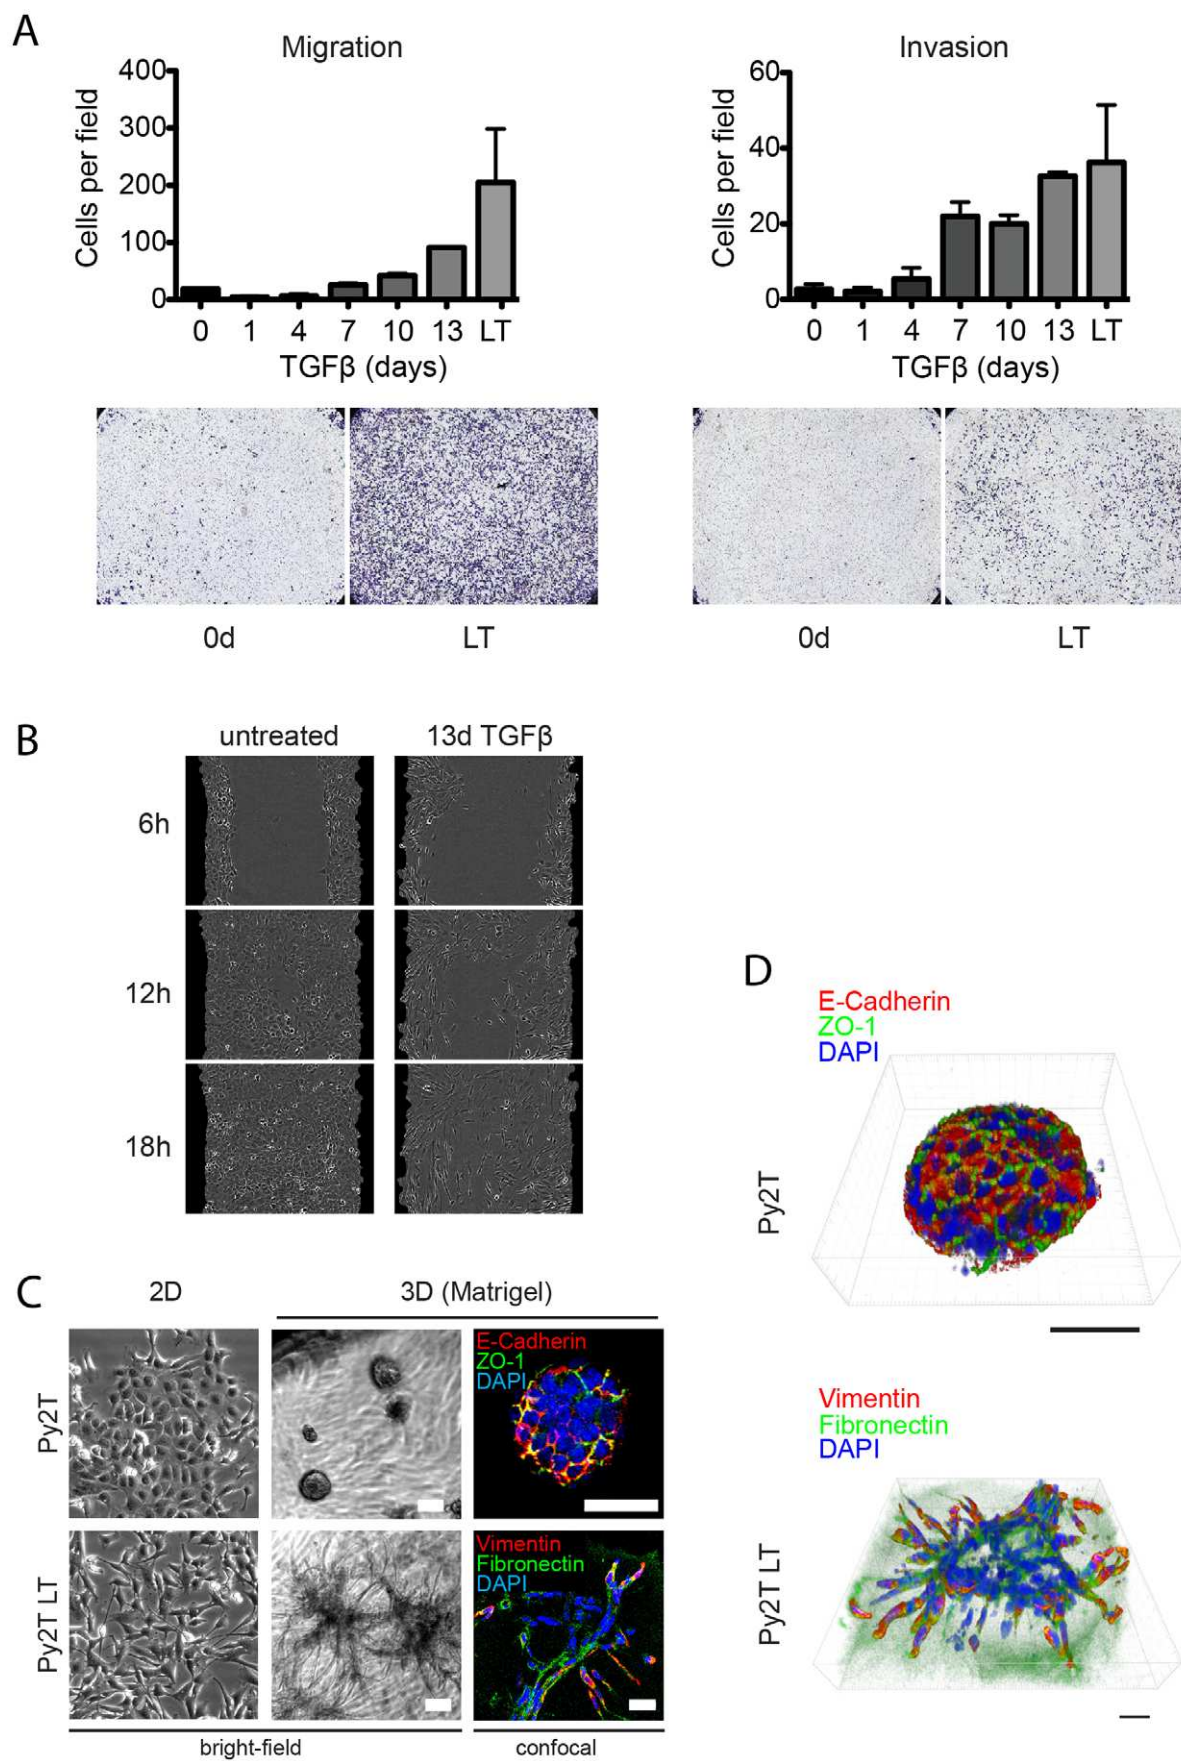 A
Migration
400
300
200
100
0
Cells per field
0 1 4 7 10 13 LT
TGFβ (days)
0d LT
Invasion
60
40
20
0
Cells per field
0 1 4 7 10 13 LT
TGFβ (days)
0d LT
B
untreated 13d TGFβ
6h
12h
18h
C
2D 3D (Matrigel)
Py2T
E-Cadherin
ZO-1
DAPI
Py2T LT
Vimentin
Fibronectin
DAPI
bright-field confocal
D
E-Cadherin
ZO-1
DAPI
Py2T
Vimentin
Fibronectin
DAPI
Py2T LT